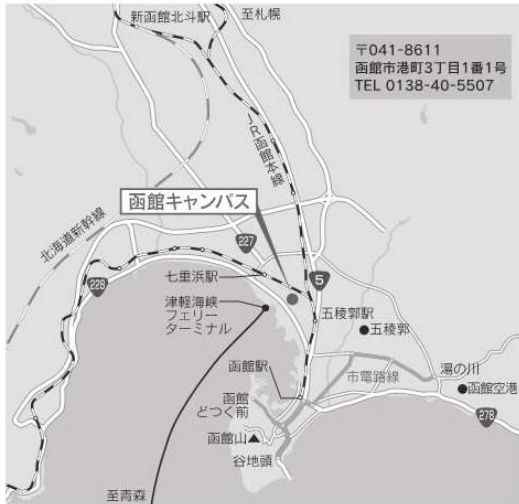 新函館北斗駅
至札幌
〒041-8611
函館市港町3丁目1番1号
TEL 0138-40-5507
JR函館本線
函館キャンパス
北海道新幹線
227
228
七重浜駅
5
津軽海峡
フェリー
ターミナル
五稜郭駅
五稜郭
函館駅
市電路線
湯の川
函館空港
函館
どつく前
278
函館山
谷地頭
至青森